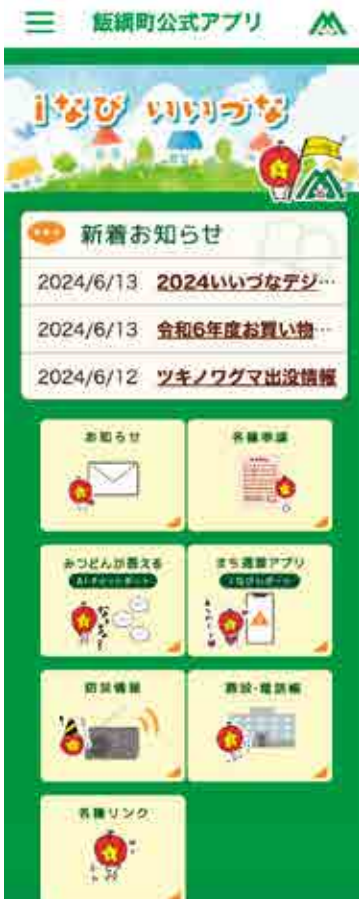 飯綱町公式アプリ
iなび いいづな
新着お知らせ
2024/6/13 2024いいづなデジ…
2024/6/13 令和6年度お買い物…
2024/6/12 ツキノワグマ出没情報
お知らせ
各種申請
みつどんが答える
AIチャットボット
まち通報アプリ
iなびレポート
防災情報
施設・電話帳
各種リンク